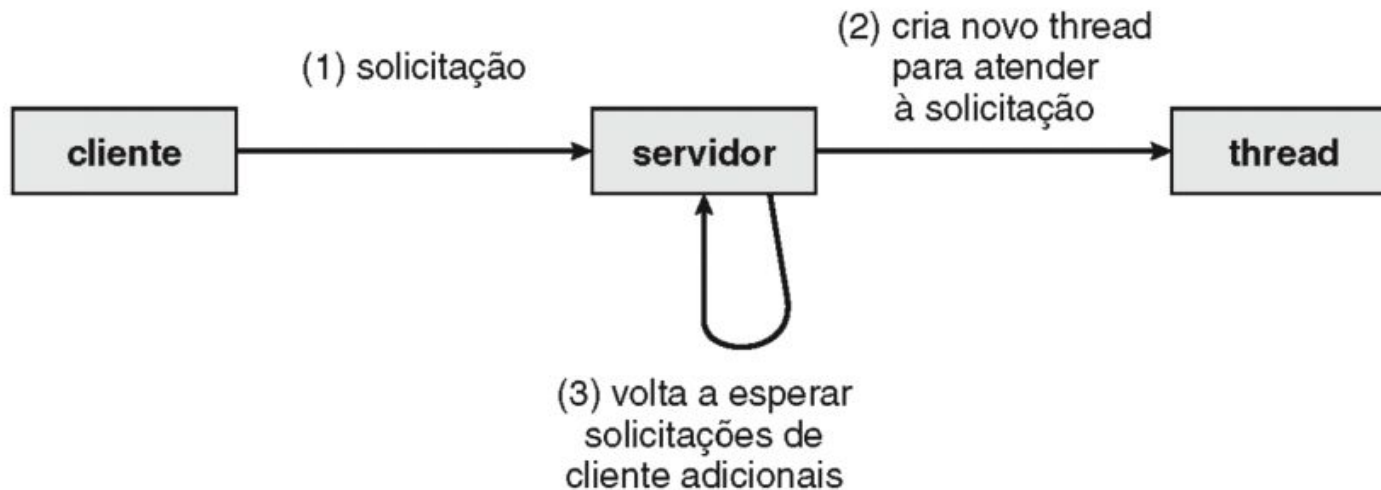 (1) solicitação
(2) cria novo thread
para atender
à solicitação
cliente
servidor
thread
(3) volta a esperar
solicitações de
cliente adicionais